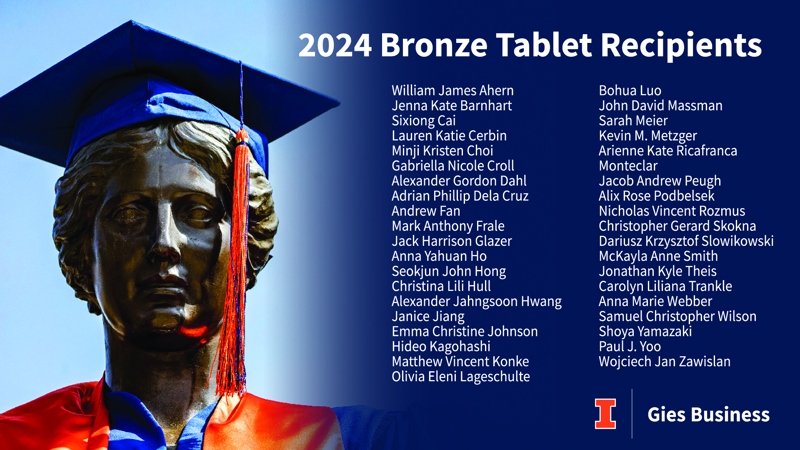 2024 Bronze Tablet Recipients
William James Ahern
Jenna Kate Barnhart
Sixiong Cai
Lauren Katie Cerbin
Minji Kristen Choi
Gabriella Nicole Croll
Alexander Gordon Dahl
Adrian Phillip Dela Cruz
Andrew Fan
Mark Anthony Frale
Jack Harrison Glazer
Anna Yahuan Ho
Seokjun John Hong
Christina Lili Hull
Alexander Jahngsoon Hwang
Janice Jiang
Emma Christine Johnson
Hideo Kagohashi
Matthew Vincent Konke
Olivia Eleni Lageschulte
Bohua Luo
John David Massman
Sarah Meier
Kevin M. Metzger
Arienne Kate Ricafranca
Monteclar
Jacob Andrew Peugh
Alix Rose Podbelsek
Nicholas Vincent Rozmus
Christopher Gerard Skokna
Dariusz Krzysztof Slowikowski
McKayla Anne Smith
Jonathan Kyle Theis
Carolyn Liliana Trankle
Anna Marie Webber
Samuel Christopher Wilson
Shoya Yamazaki
Paul J. Yoo
Wojciech Jan Zawislan
I Gies Business